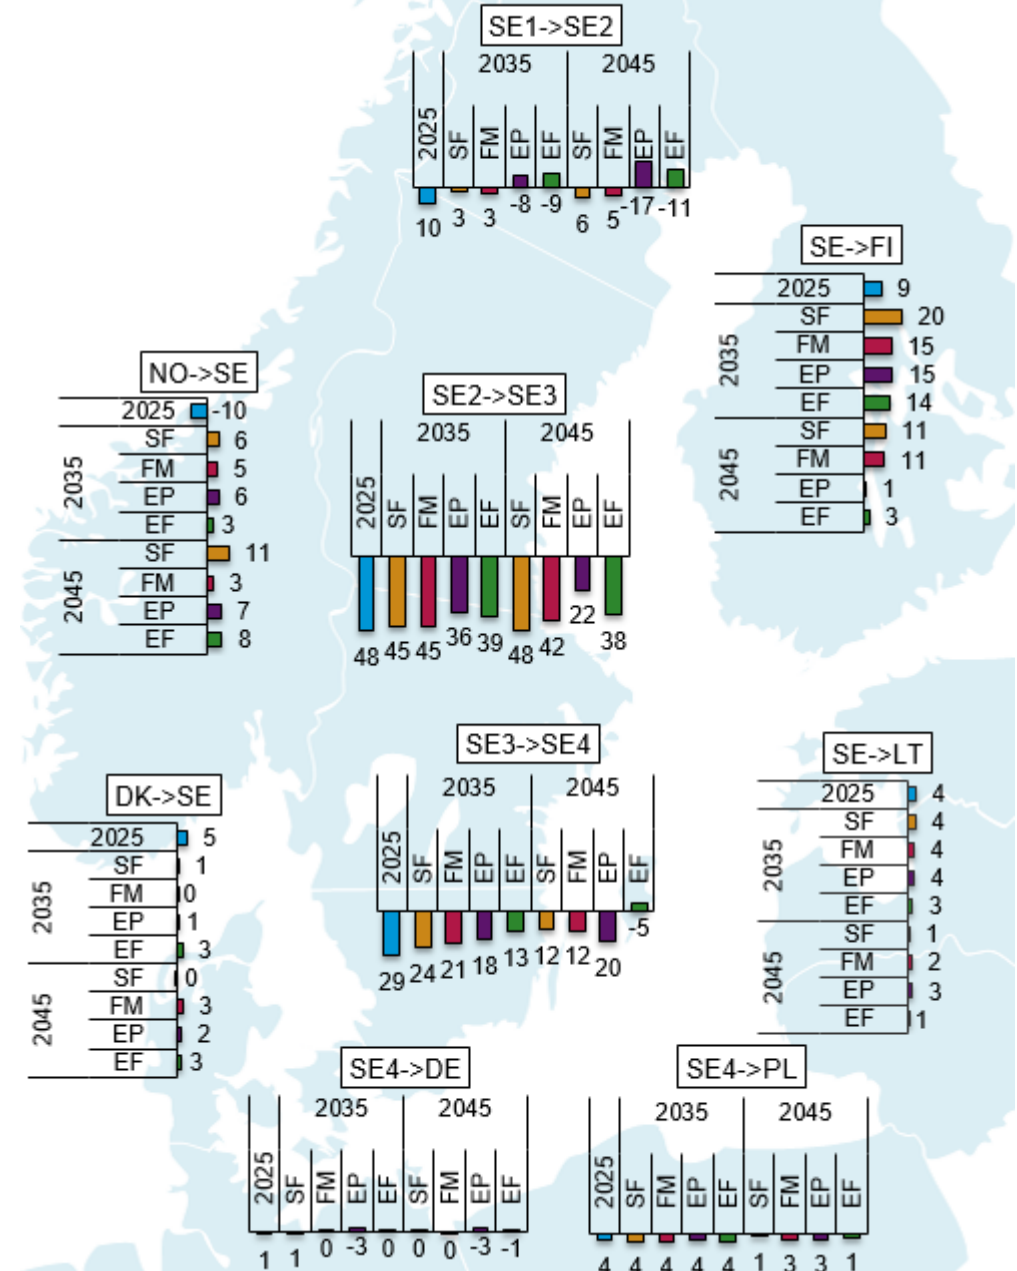 SE1->SE2
2035 2045
2025 SF FM EP EF SF FM EP EF
10 3 3 -8 -9 6 5 -17 -11
SE->FI
2025 9
2035
SF 20
FM 15
EP 15
EF 14
2045
SF 11
FM 11
EP 1
EF 3
NO->SE
2025 -10
2035
SF 6
FM 5
EP 6
EF 3
2045
SF 11
FM 3
EP 7
EF 8
SE2->SE3
2035 2045
2025 SF FM EP EF SF FM EP EF
48 45 45 36 39 48 42 22 38
SE3->SE4
2035 2045
2025 SF FM EP EF SF FM EP EF
29 24 21 18 13 12 12 20 -5
SE->LT
2025 4
2035
SF 4
FM 4
EP 4
EF 3
2045
SF 1
FM 2
EP 3
EF 1
DK->SE
2025 5
2035
SF 1
FM 0
EP 1
EF 3
2045
SF 0
FM 3
EP 2
EF 3
SE4->DE
2035 2045
2025 SF FM EP EF SF FM EP EF
1 1 0 -3 0 0 0 -3 -1
SE4->PL
2035 2045
2025 SF FM EP EF SF FM EP EF
4 4 4 4 4 1 3 3 1